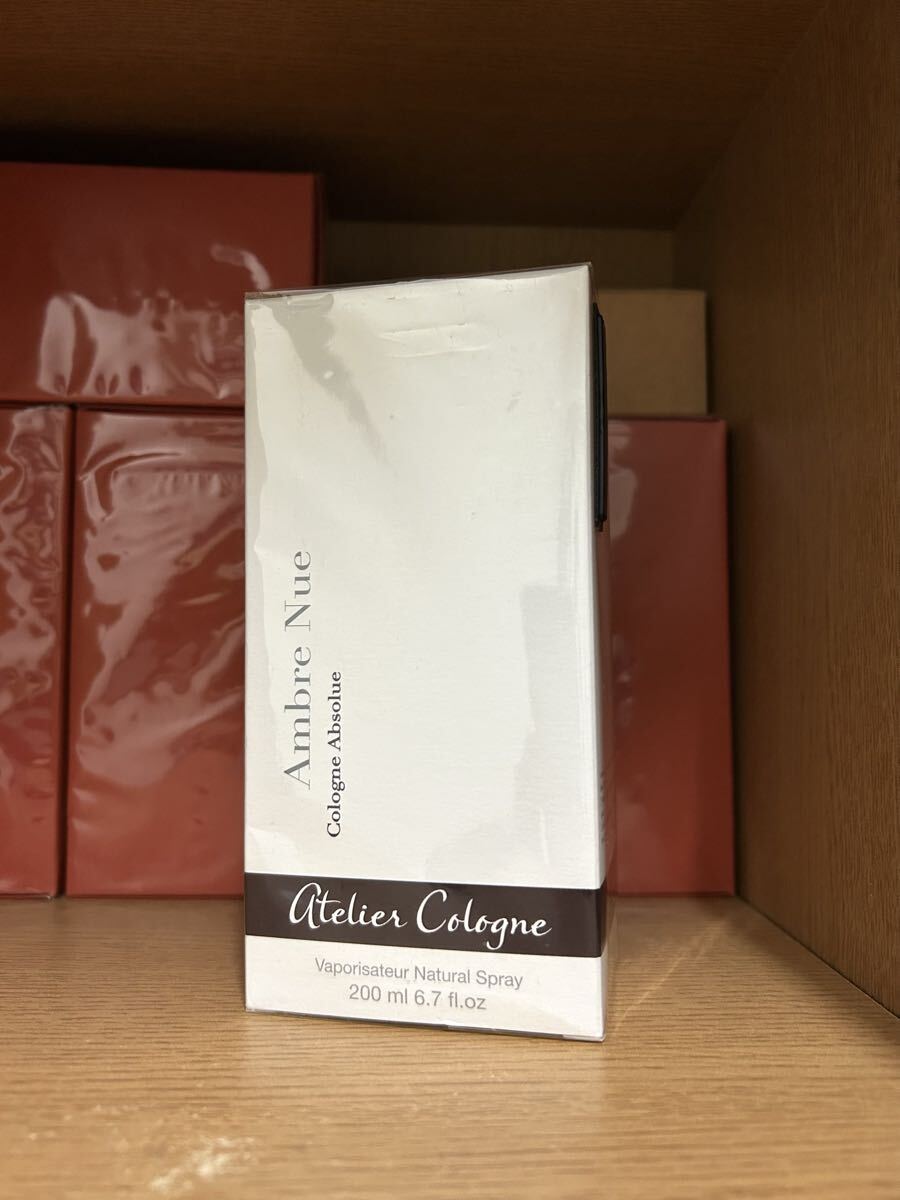 Ambre Nue
Cologne Absolue
Atelier Cologne
Vaporisateur Natural Spray
200 ml 6.7 fl.oz